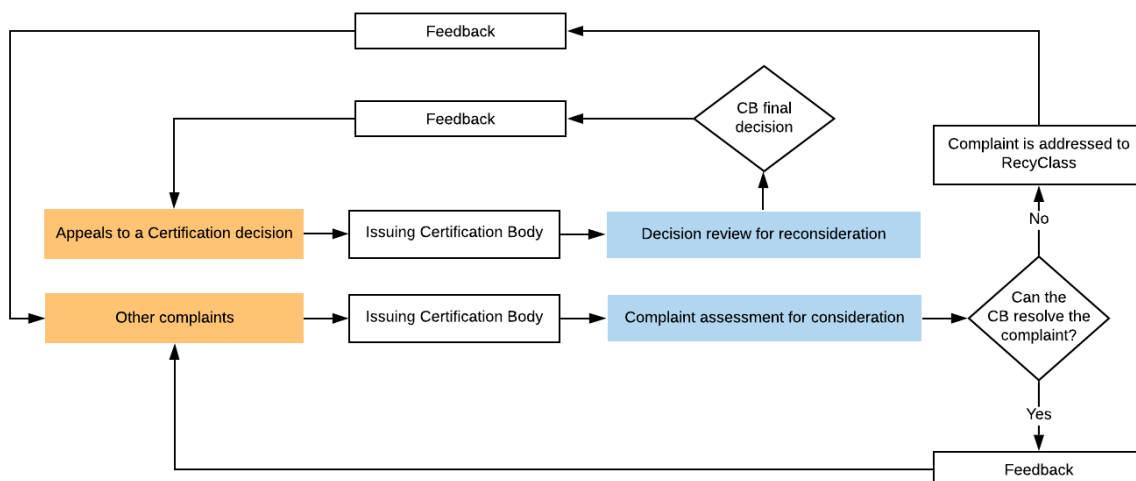 Feedback
Feedback
CB final
decision
Complaint is addressed to
RecyClass
No
Appeals to a Certification decision
Issuing Certification Body
Decision review for reconsideration
Other complaints
Issuing Certification Body
Complaint assessment for consideration
Can the
CB resolve the
complaint?
Yes
Feedback